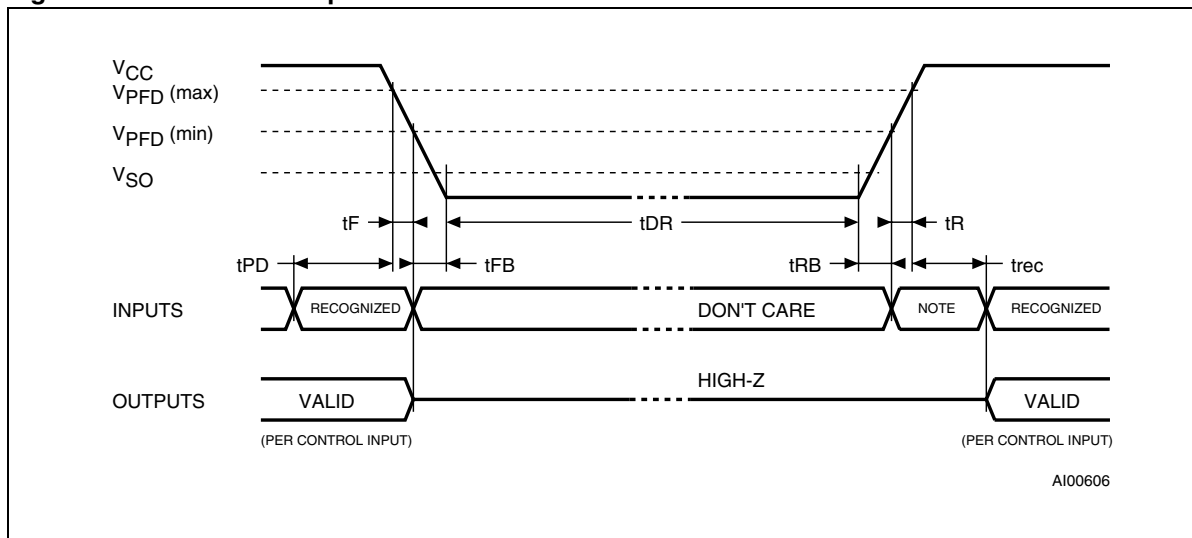 VCC
VPFD (max)
VPFD (min)
VSO
tF tDR tR
tPD tFB tRB trec
INPUTS RECOGNIZED DON'T CARE NOTE RECOGNIZED
HIGH-Z
OUTPUTS VALID VALID
(PER CONTROL INPUT) (PER CONTROL INPUT)
AI00606